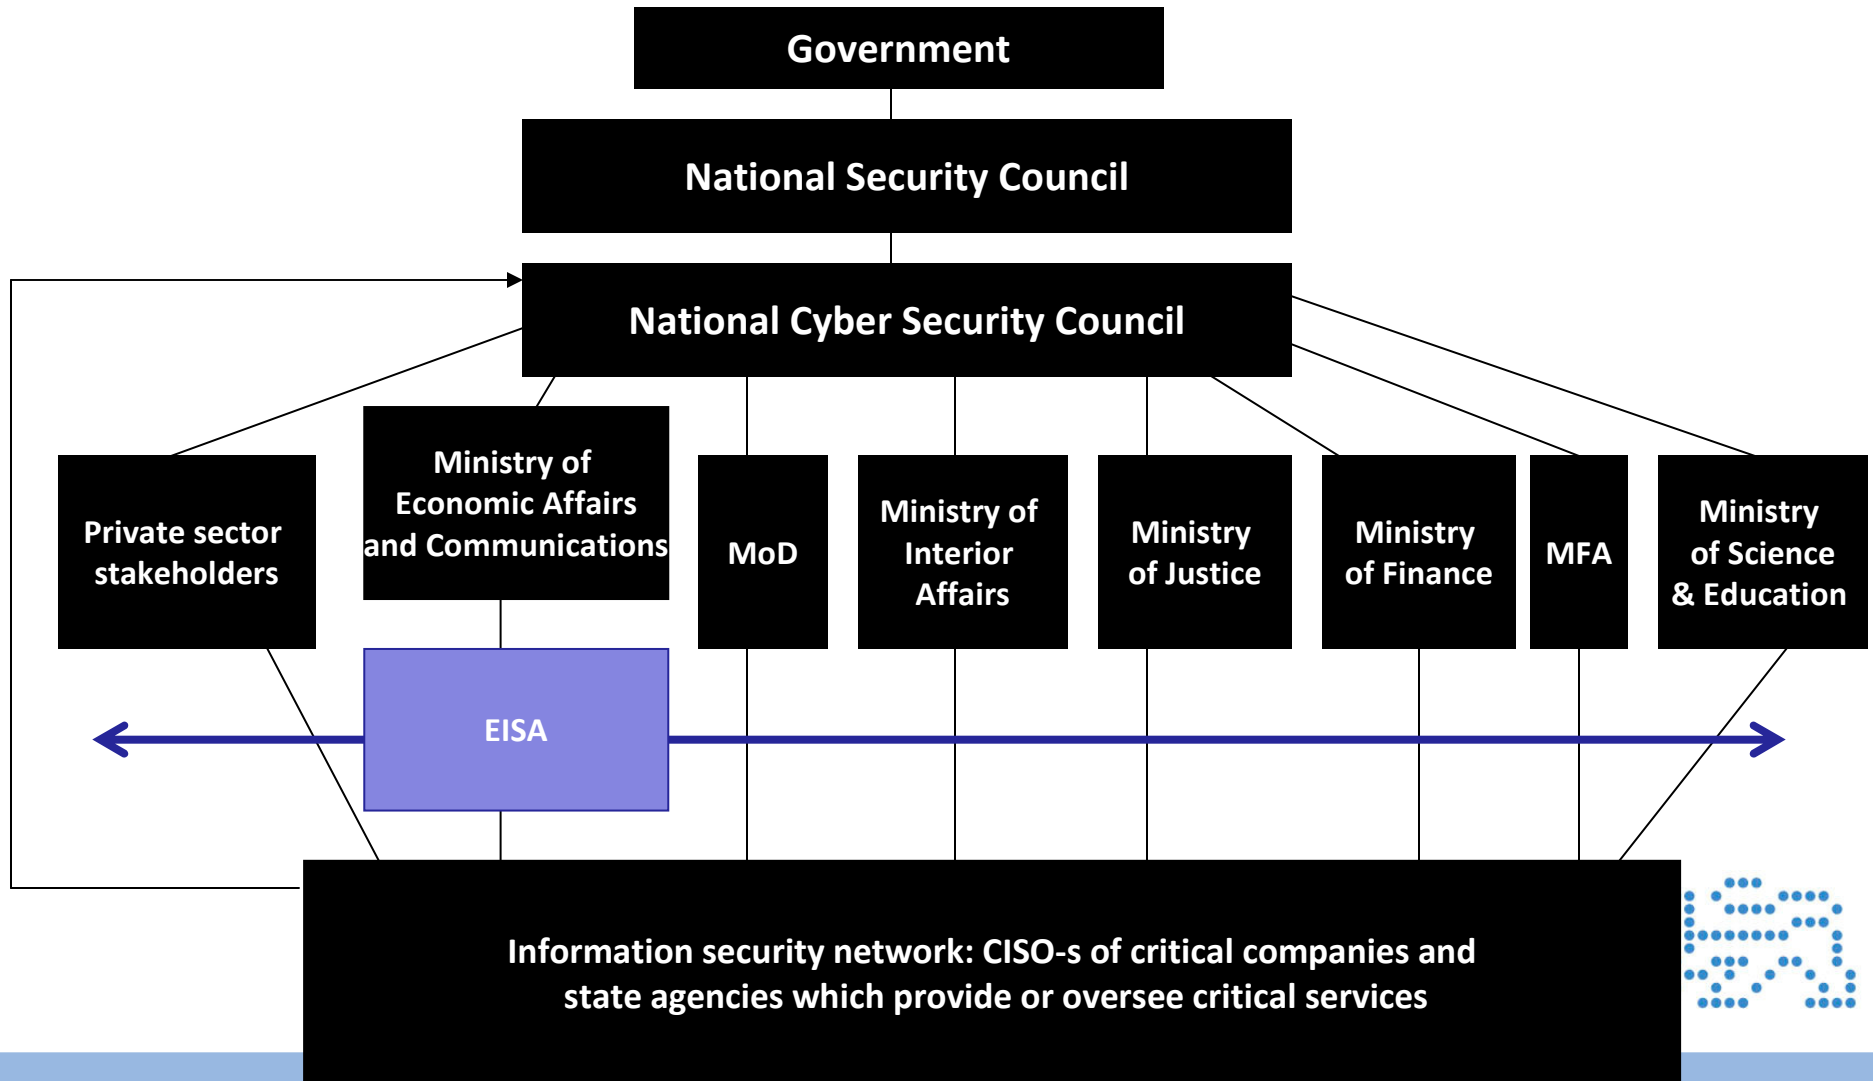 Government
National Security Council
National Cyber Security Council
Private sector
stakeholders
Ministry of
Economic Affairs
and Communications
MoD
Ministry of
Interior
Affairs
Ministry
of Justice
Ministry
of Finance
MFA
Ministry
of Science
& Education
EISA
Information security network: CISO-s of critical companies and
state agencies which provide or oversee critical services